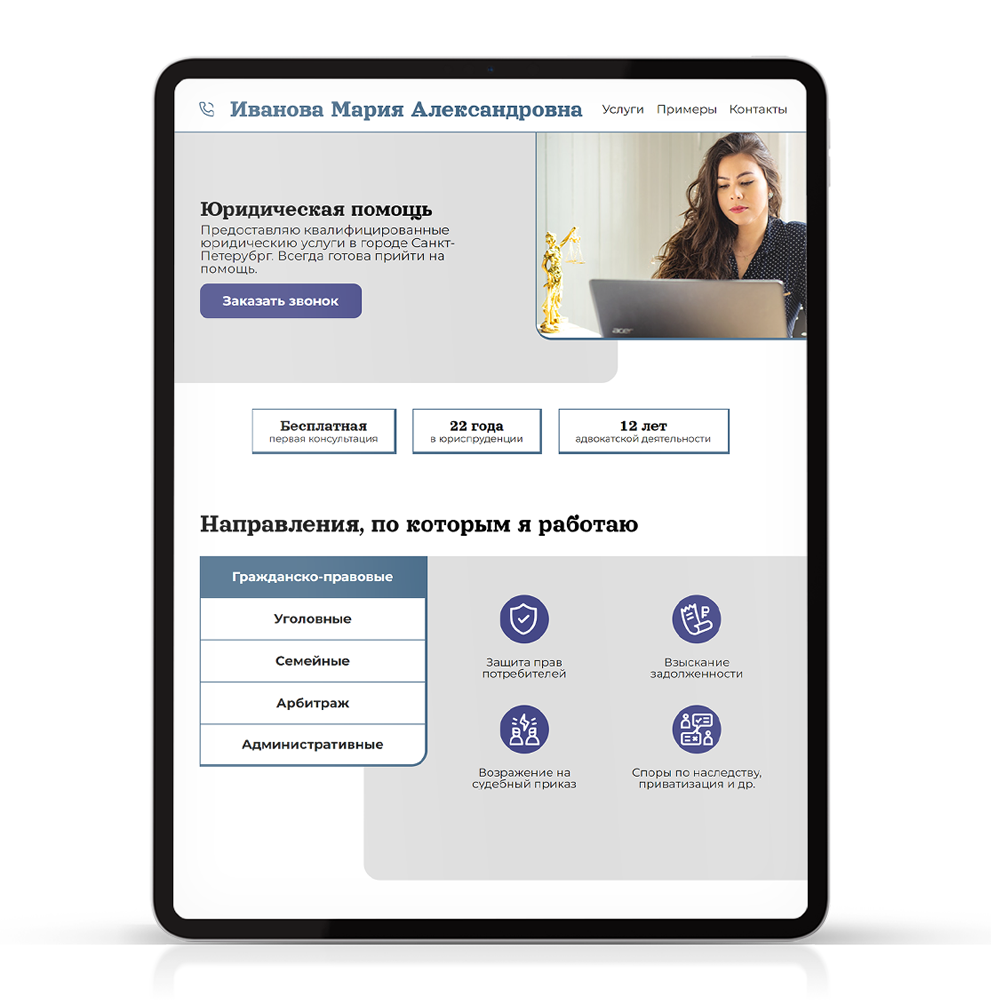 Иванова Мария Александровна
Услуги Примеры Контакты
Юридическая помощь
Предоставляю квалифицированные
юридическию услуги в городе Санкт-
Петерубрг. Всегда готова прийти на
помощь.
Заказать звонок
acer
Бесплатная
первая консультация
22 года
в юриспруденции
12 лет
адвокатской деятельности
Направления, по которым я работаю
Гражданско-правовые
Уголовные
Семейные
Арбитраж
Административные
Защита прав
потребителей
Взыскание
задолженности
Возражение на
судебный приказ
Споры по наследству,
приватизация и др.